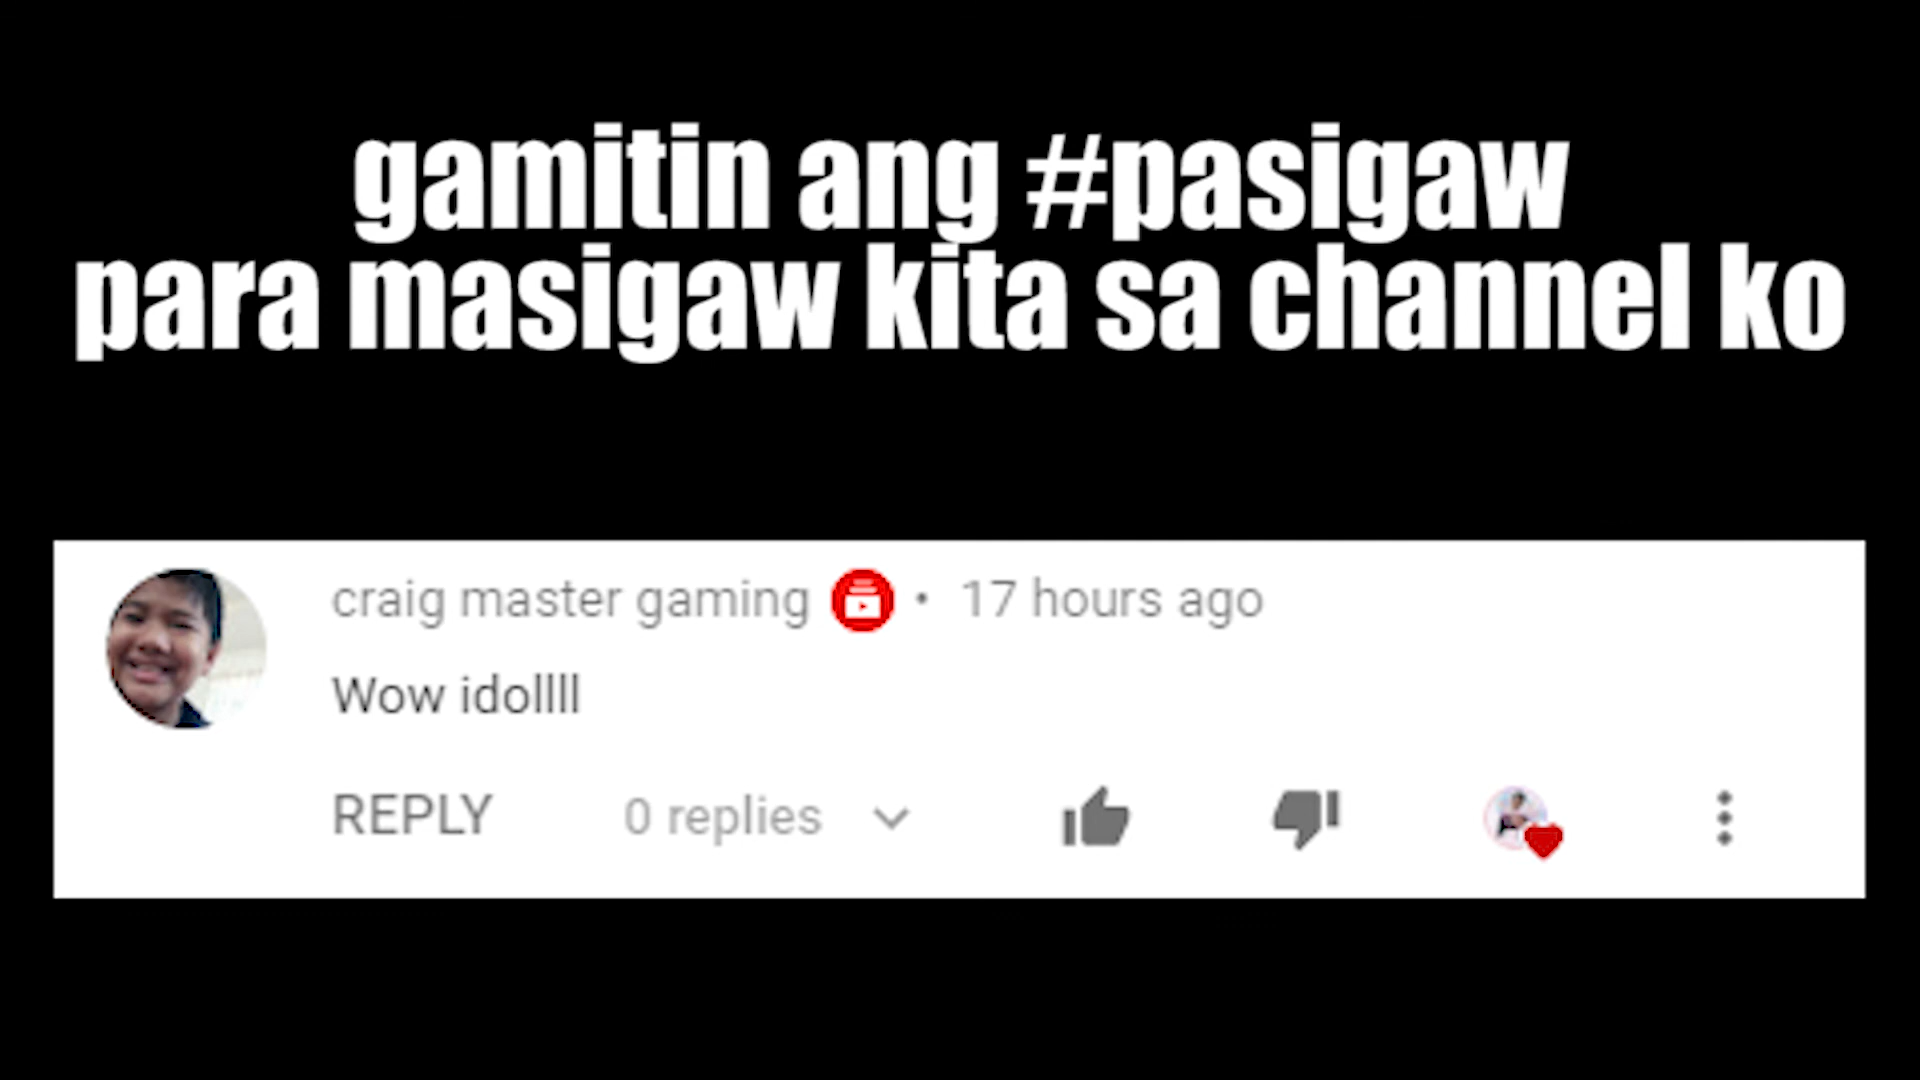 gamitin ang #pasigaw
para masigaw kita sa channel ko
craig master gaming • 17 hours ago
Wow idollll
REPLY 0 replies